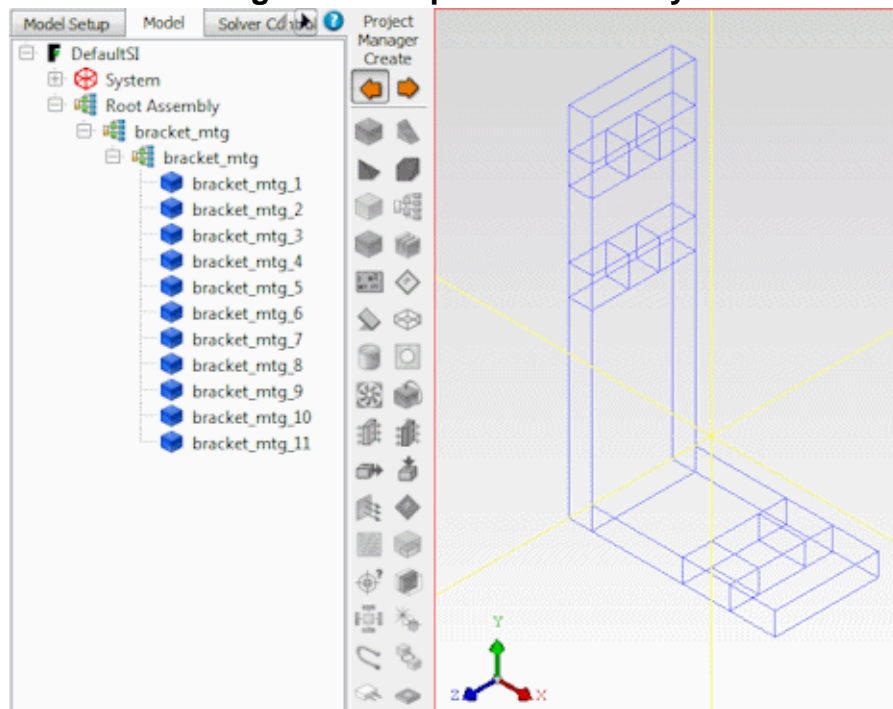 Model Setup Model Solver Control
Project
Manager
Create
DefaultSI
System
Root Assembly
bracket_mtg
bracket_mtg
bracket_mtg_1
bracket_mtg_2
bracket_mtg_3
bracket_mtg_4
bracket_mtg_5
bracket_mtg_6
bracket_mtg_7
bracket_mtg_8
bracket_mtg_9
bracket_mtg_10
bracket_mtg_11
Y
Z X